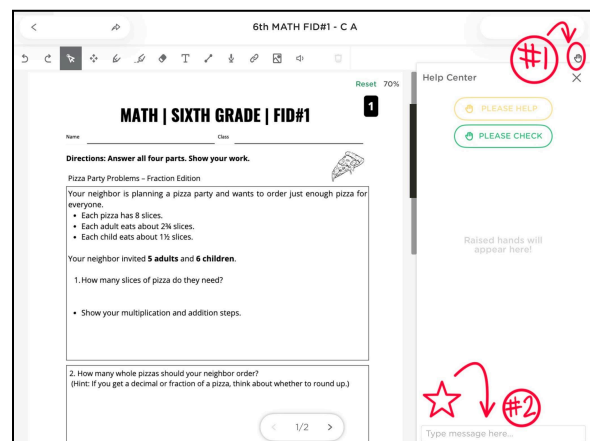 6th MATH FID#1 - C A
#1
T
Reset 70%
Help Center
PLEASE HELP
PLEASE CHECK
Raised hands will
appear here!
#2
Type message here...
1
MATH | SIXTH GRADE | FID#1
Name Class
Directions: Answer all four parts. Show your work.
Pizza Party Problems – Fraction Edition
Your neighbor is planning a pizza party and wants to order just enough pizza for
everyone.
• Each pizza has 8 slices.
• Each adult eats about 2¾ slices.
• Each child eats about 1½ slices.
Your neighbor invited 5 adults and 6 children.
1. How many slices of pizza do they need?
• Show your multiplication and addition steps.
2. How many whole pizzas should your neighbor order?
(Hint: If you get a decimal or fraction of a pizza, think about whether to round up.)
1/2